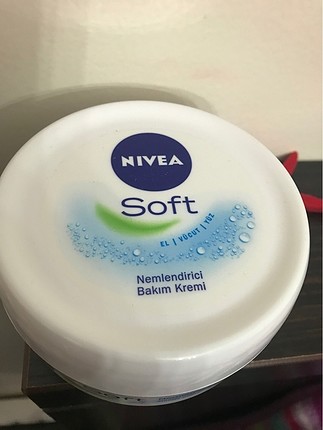 NIVEA
Soft
EL | VÜCUT | YÜZ
Nemlendirici
Bakım Kremi